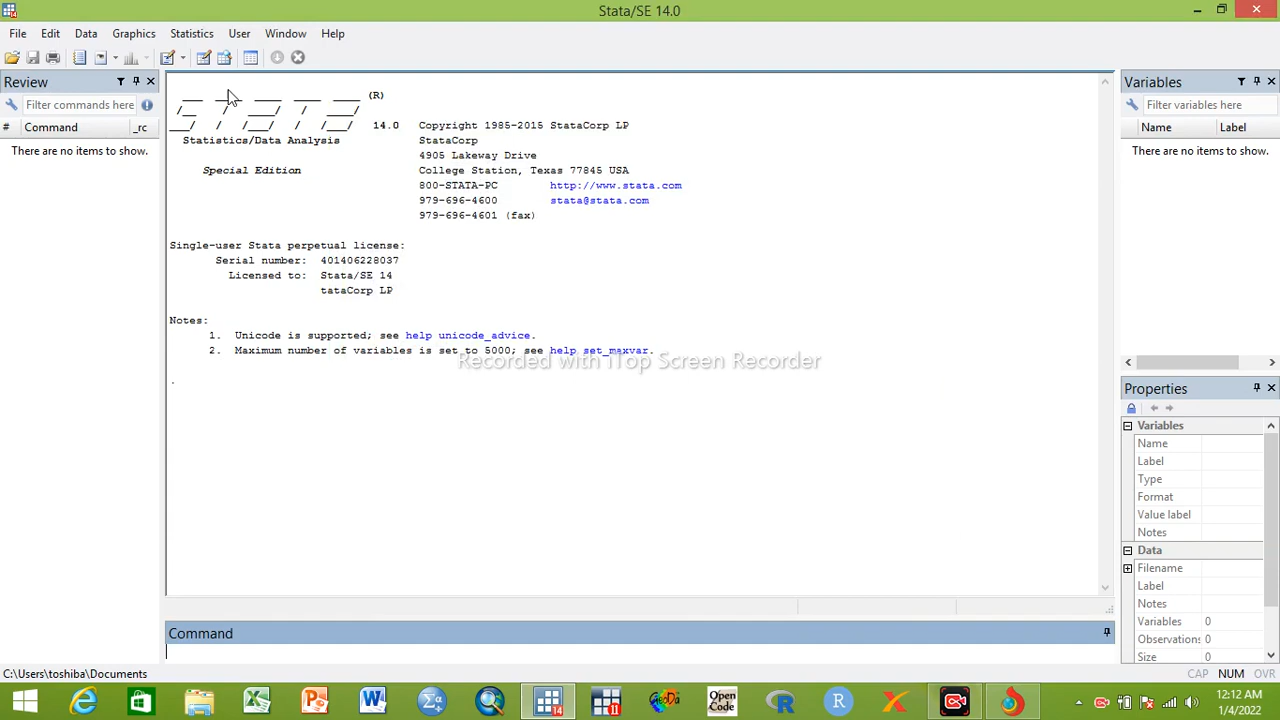 Stata/SE 14.0
File Edit Data Graphics Statistics User Window Help
Review
Filter commands here
# Command _rc
There are no items to show.
(R)
14.0 Copyright 1985-2015 StataCorp LP
Statistics/Data Analysis StataCorp
4905 Lakeway Drive
Special Edition College Station, Texas 77845 USA
800-STATA-PC http://www.stata.com
979-696-4600 stata@stata.com
979-696-4601 (fax)
Single-user Stata perpetual license:
Serial number: 401406228037
Licensed to: Stata/SE 14
tataCorp LP
Notes:
1. Unicode is supported; see help unicode_advice.
2. Maximum number of variables is set to 5000; see help set_maxvar.
.
Recorded with iTop Screen Recorder
Command
Variables
Filter variables here
Name Label
There are no items to show.
Properties
Variables
Name
Label
Type
Format
Value label
Notes
Data
Filename
Label
Notes
Variables 0
Observations 0
Size 0
C:\Users\toshiba\Documents
CAP NUM OVR
Open
Code
12:12 AM
1/4/2022